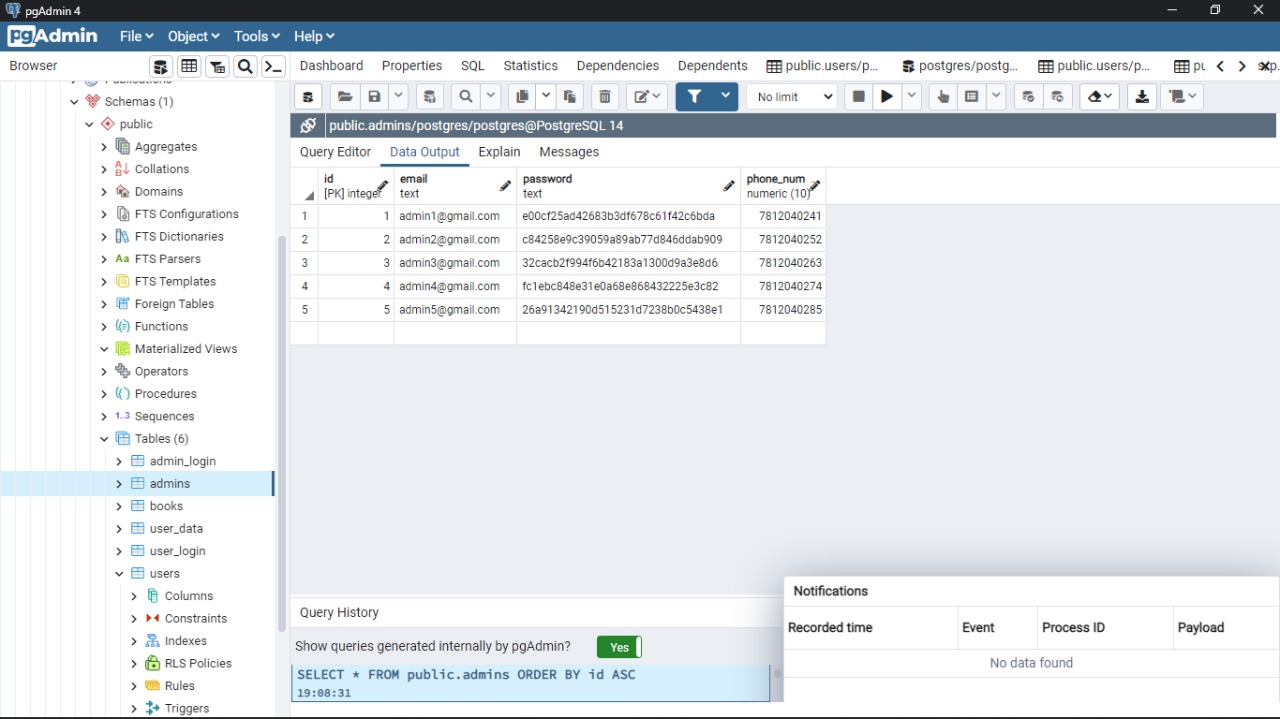 pgAdmin 4
pgAdmin File Object Tools Help
Browser Dashboard Properties SQL Statistics Dependencies Dependents public.users/p... postgres/postg... public.users/p...
Schemas (1)
No limit
public
public.admins/postgres/postgres@PostgreSQL 14
Aggregates
Query Editor Data Output Explain Messages
Collations
id email password phone_num
[PK] integer text text numeric (10)
Domains
FTS Configurations
1 1 admin1@gmail.com e00cf25ad42683b3df678c61f42c6bda 7812040241
FTS Dictionaries
2 2 admin2@gmail.com c84258e9c39059a89ab77d846ddab909 7812040252
FTS Parsers
3 3 admin3@gmail.com 32cacb2f994f6b42183a1300d9a3e8d6 7812040263
FTS Templates
4 4 admin4@gmail.com fc1ebc848e31e0a68e868432225e3c82 7812040274
Foreign Tables
5 5 admin5@gmail.com 26a91342190d515231d7238b0c5438e1 7812040285
Functions
Materialized Views
Operators
Procedures
1..3 Sequences
Tables (6)
admin_login
admins
books
user_data
user_login
users
Columns
Constraints
Indexes
RLS Policies
Rules
Triggers
Query History
Show queries generated internally by pgAdmin? Yes
SELECT * FROM public.admins ORDER BY id ASC
19:08:31
Notifications
Recorded time Event Process ID Payload
No data found